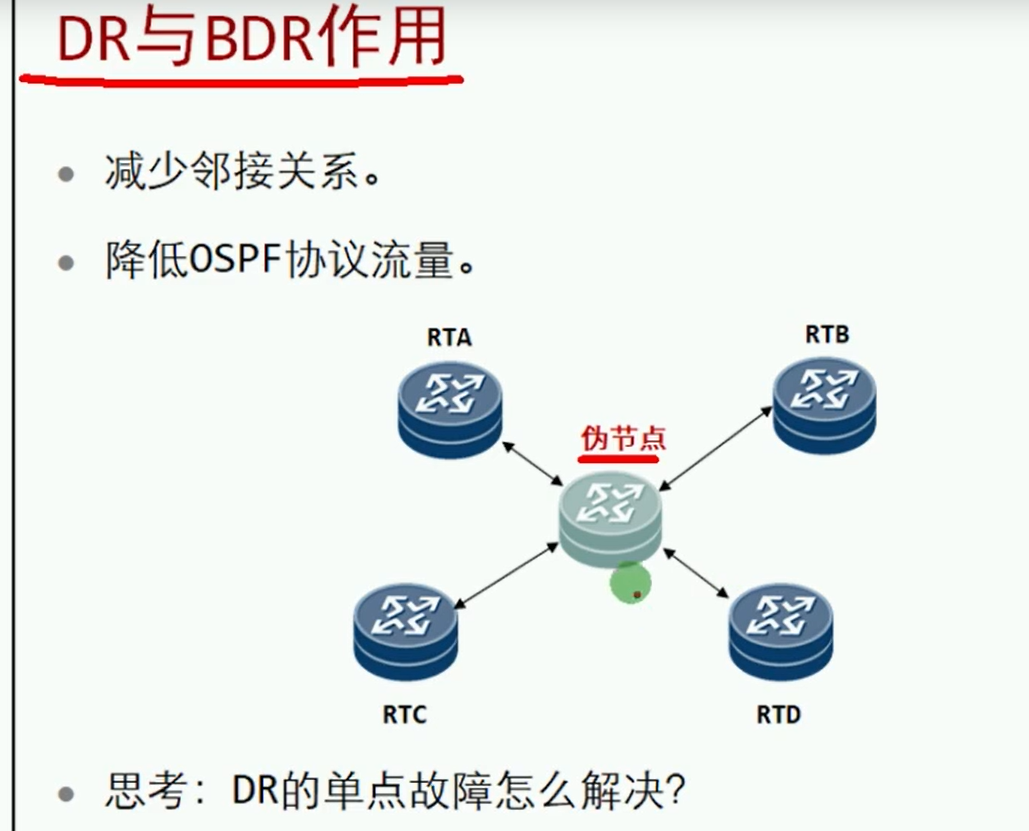 DR与BDR作用
减少邻接关系。
降低OSPF协议流量。
RTA
RTB
伪节点
RTC
RTD
思考：DR的单点故障怎么解决？